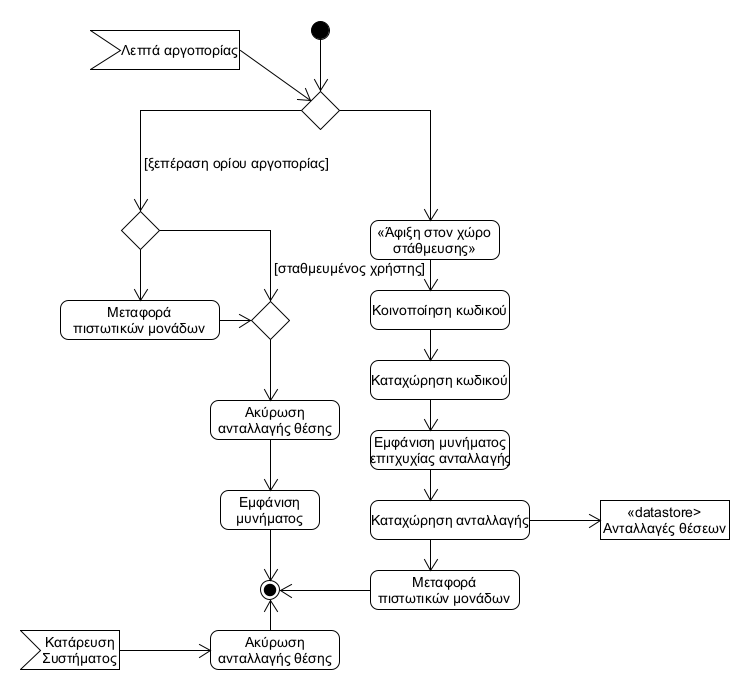 Λεπτά αργοπορίας
[ξεπέραση ορίου αργοπορίας]
«Άφιξη στον χώρο
στάθμευσης»
[σταθμευμένος χρήστης]
Μεταφορά
πιστωτικών μονάδων
Κοινοποίηση κωδικού
Καταχώρηση κωδικού
Ακύρωση
ανταλλαγής θέσης
Εμφάνιση μυνήματος
επιτχυχίας ανταλλαγής
Εμφάνιση
μυνήματος
Καταχώρηση ανταλλαγής
«datastore>
Ανταλλαγές θέσεων
Μεταφορά
πιστωτικών μονάδων
Κατάρευση
Συστήματος
Ακύρωση
ανταλλαγής θέσης